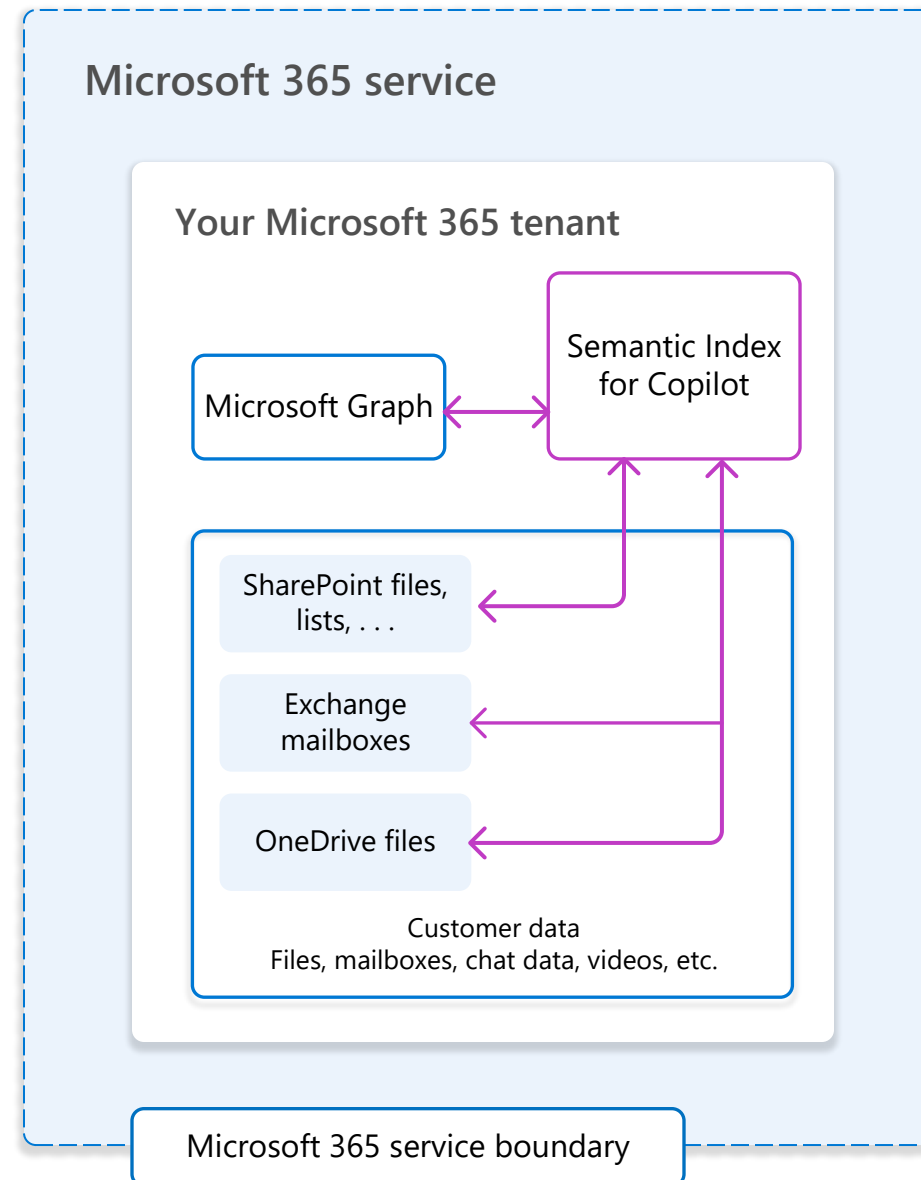 Microsoft 365 service
Your Microsoft 365 tenant
Semantic Index
for Copilot
Microsoft Graph
SharePoint files,
lists, . . .
Exchange
mailboxes
OneDrive files
Customer data
Files, mailboxes, chat data, videos, etc.
Microsoft 365 service boundary